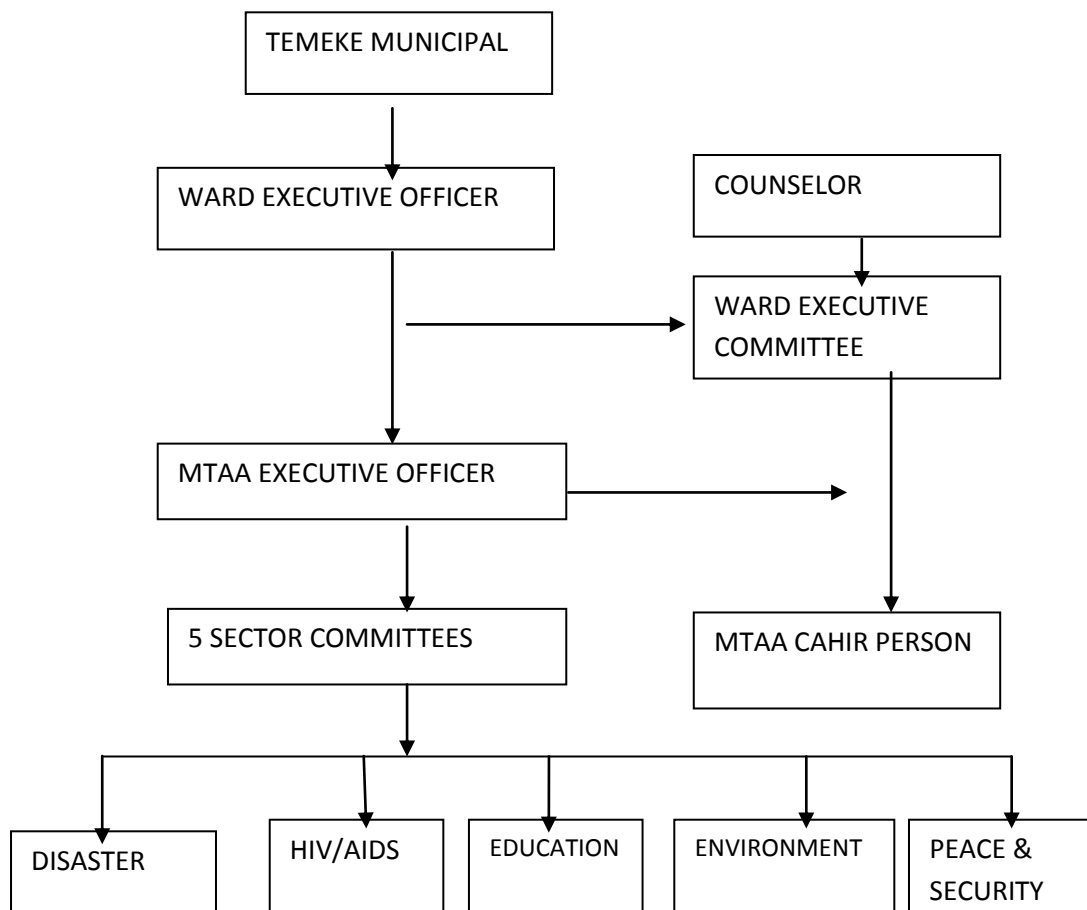 TEMEKE MUNICIPAL
WARD EXECUTIVE OFFICER
COUNSELOR
WARD EXECUTIVE
COMMITTEE
MTAA EXECUTIVE OFFICER
5 SECTOR COMMITTEES
MTAA CAHIR PERSON
DISASTER
HIV/AIDS
EDUCATION
ENVIRONMENT
PEACE &
SECURITY